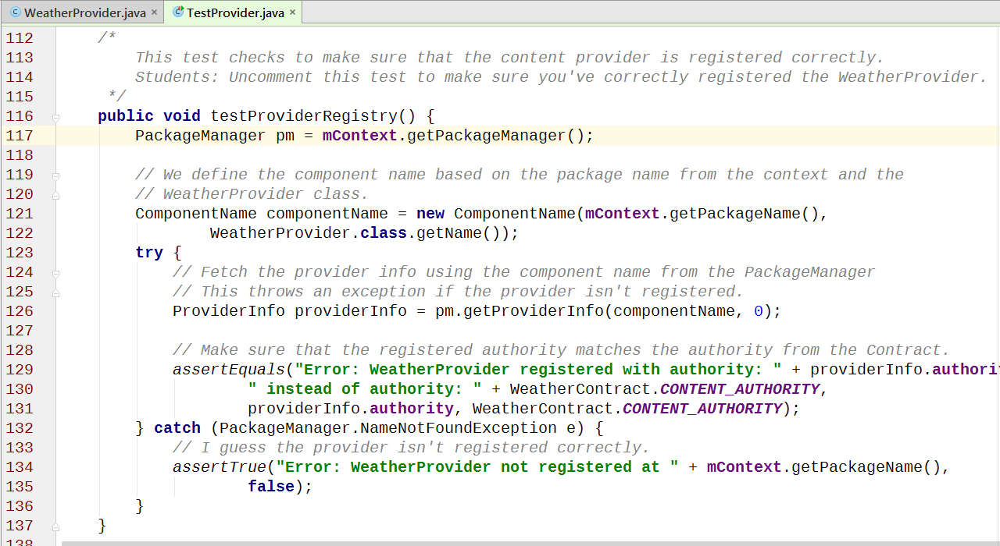 WeatherProvider.java × TestProvider.java ×
112 /*
113 This test checks to make sure that the content provider is registered correctly.
114 Students: Uncomment this test to make sure you've correctly registered the WeatherProvider.
115 */
116 public void testProviderRegistry() {
117 PackageManager pm = mContext.getPackageManager();
118
119 // We define the component name based on the package name from the context and the
120 // WeatherProvider class.
121 ComponentName componentName = new ComponentName(mContext.getPackageName(),
122 WeatherProvider.class.getName());
123 try {
124 // Fetch the provider info using the component name from the PackageManager
125 // This throws an exception if the provider isn't registered.
126 ProviderInfo providerInfo = pm.getProviderInfo(componentName, 0);
127
128 // Make sure that the registered authority matches the authority from the Contract.
129 assertEquals("Error: WeatherProvider registered with authority: " + providerInfo.authori
130 " instead of authority: " + WeatherContract.CONTENT_AUTHORITY,
131 providerInfo.authority, WeatherContract.CONTENT_AUTHORITY);
132 } catch (PackageManager.NameNotFoundException e) {
133 // I guess the provider isn't registered correctly.
134 assertTrue("Error: WeatherProvider not registered at " + mContext.getPackageName(),
135 false);
136 }
137 }
138